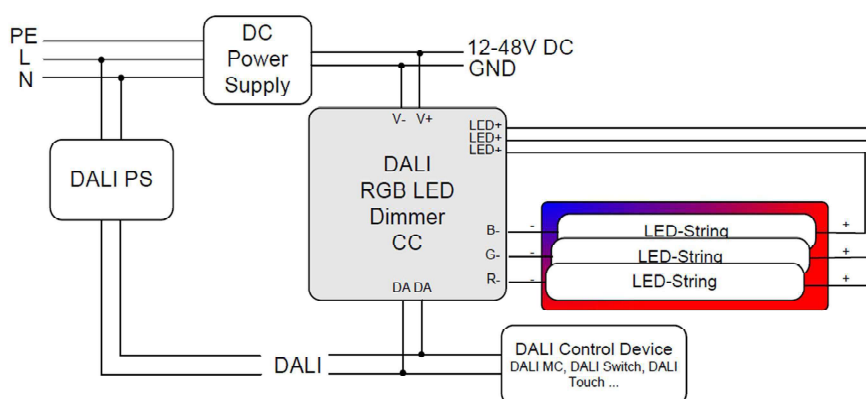 PE
L
N
DC
Power
Supply
12-48V DC
GND
DALI PS
V- V+
LED+
LED+
LED+
DALI
RGB LED
Dimmer
CC
B-
G-
R-
DA DA
- LED-String +
- LED-String +
- LED-String +
DALI
DALI Control Device
DALI MC, DALI Switch, DALI
Touch ...